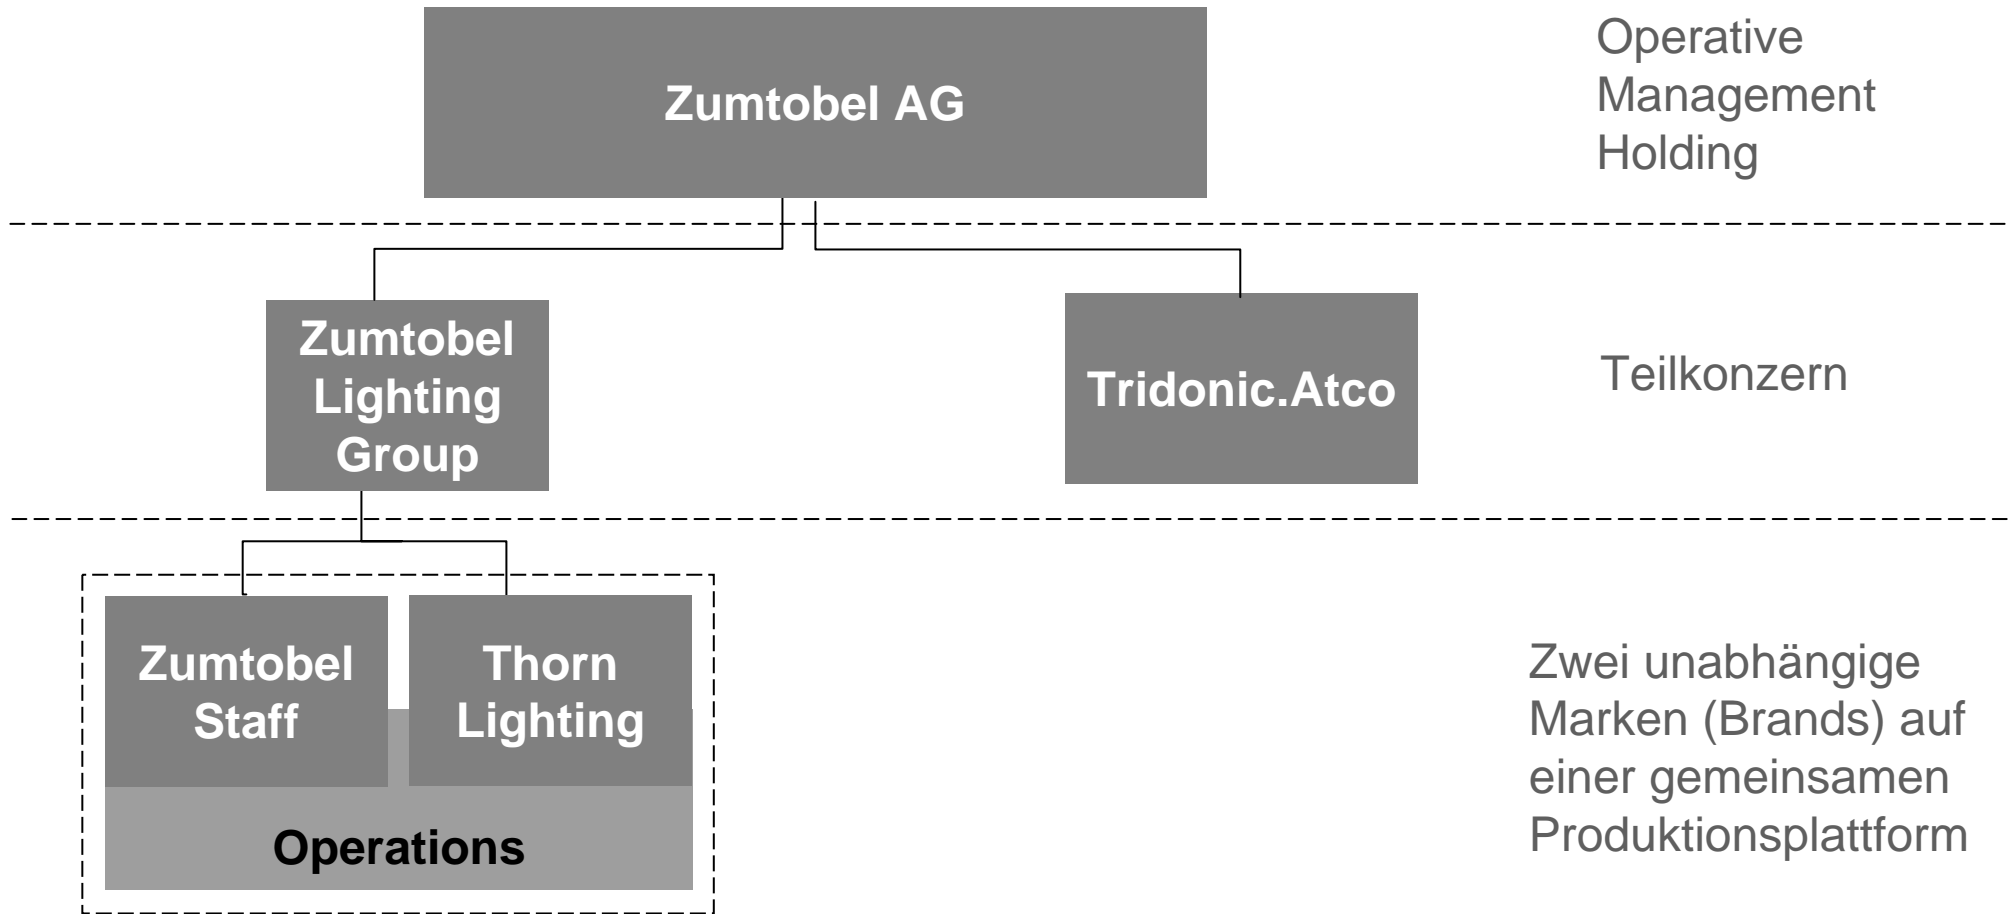 Zumtobel AG
Operative
Management
Holding
Zumtobel
Lighting
Group
Tridonic.Atco
Teilkonzern
Zumtobel
Staff
Thorn
Lighting
Operations
Zwei unabhängige
Marken (Brands) auf
einer gemeinsamen
Produktionsplattform